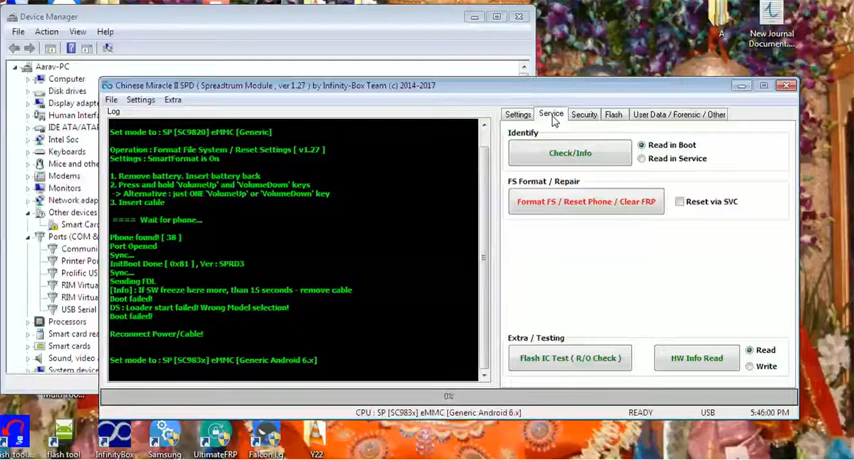 Device Manager
File Action View Help
Aarav-PC
Computer
Disk drives
Display adapte
Human Interf
IDE ATA/ATAPI
Intel Soc
Keyboards
Mice and othe
Modems
Monitors
Network adap
Other devices
Smart Card
Ports (COM &
Communi
Printer Po
Prolific US
RIM Virtua
RIM Virtua
USB Serial
Processors
Smart card rea
Smart cards
Sound, video
System device
Chinese Miracle II SPD ( Spreadtrum Module , ver 1.27 ) by Infinity-Box Team (c) 2014-2017
File Settings Extra
Log
Set mode to : SP [SC9820] eMMC [Generic]
Operation : Format File System / Reset Settings [ v1.27 ]
Settings : SmartFormat is On
1. Remove battery. Insert battery back
2. Press and hold 'VolumeUp' and 'VolumeDown' keys
-> Alternative : just ONE 'VolumeUp' or 'VolumeDown' key
3. Insert cable
==== Wait for phone...
Phone found! [ 38 ]
Port Opened
Sync...
InitBoot Done [ 0x81 ] , Ver : SPRD3
Sync...
Sending FDL
[Info] : If SW freeze here more, than 15 seconds - remove cable
Boot failed!
DS : Loader start failed! Wrong Model selection!
Boot failed!
Reconnect Power/Cable!
Set mode to : SP [SC983x] eMMC [Generic Android 6.x]
Settings Service Security Flash User Data / Forensic / Other
Identify
Check/Info
Read in Boot
Read in Service
FS Format / Repair
Format FS / Reset Phone / Clear FRP
Reset via SVC
Extra / Testing
Flash IC Test ( R/O Check )
HW Info Read
Read
Write
0%
CPU : SP [SC983x] eMMC [Generic Android 6.x]
READY
USB
5:46:00 PM
New Journal
Document....
flash_tool...
flash tool
InfinityBox
Samsung
UltimateFRP
Falcon Lg
Y22